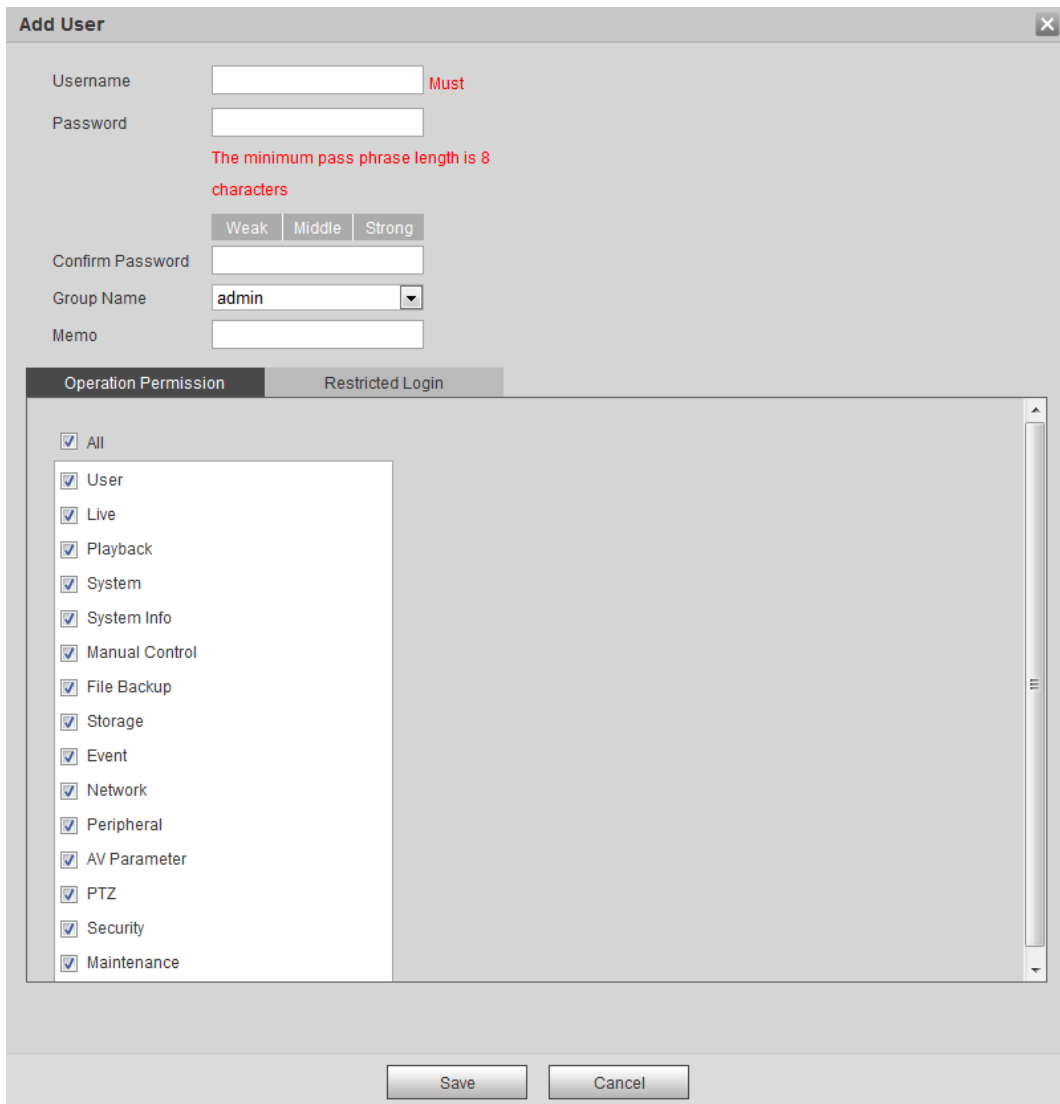 Add User
Username Must
Password
The minimum pass phrase length is 8
characters
Weak Middle Strong
Confirm Password
Group Name admin
Memo
Operation Permission Restricted Login
All
User
Live
Playback
System
System Info
Manual Control
File Backup
Storage
Event
Network
Peripheral
AV Parameter
PTZ
Security
Maintenance
Save Cancel